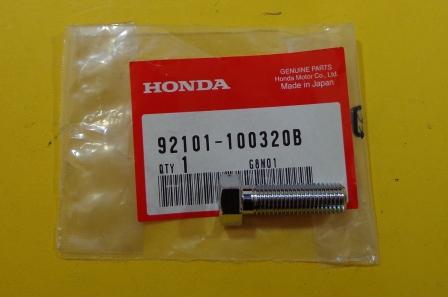 GENUINE PARTS
HONDA
Honda Motor Co., Ltd.
Made in Japan
92101-100320B
QTY 1
G8N01